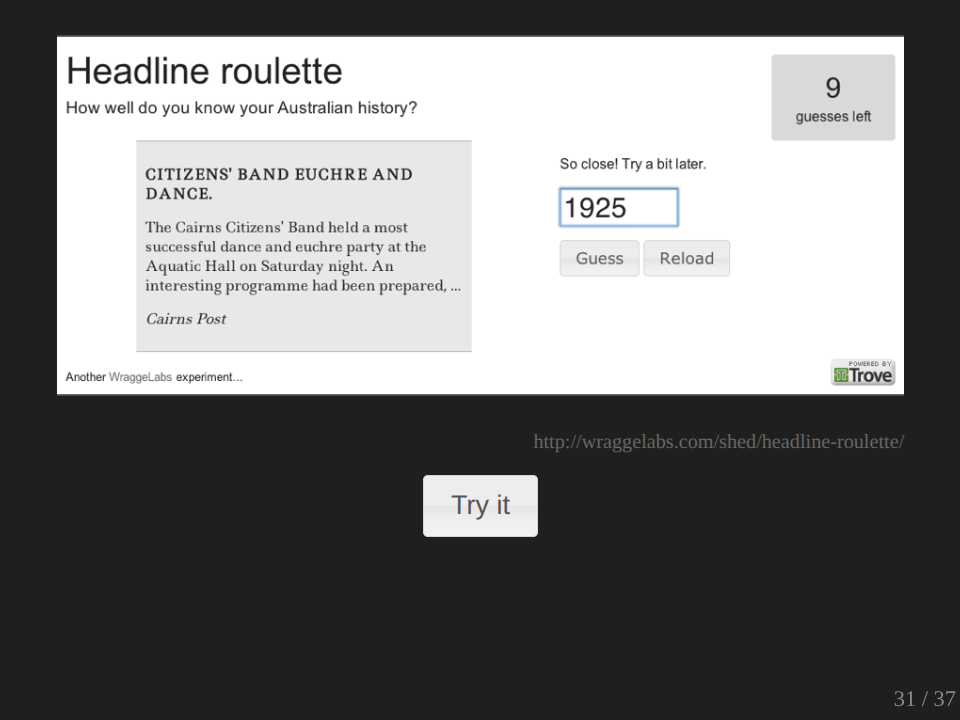 Headline roulette
How well do you know your Australian history?
9
guesses left
CITIZENS' BAND EUCHRE AND
DANCE.
The Cairns Citizens' Band held a most
successful dance and euchre party at the
Aquatic Hall on Saturday night. An
interesting programme had been prepared, ...
Cairns Post
So close! Try a bit later.
1925
Guess Reload
Another WraggeLabs experiment...
POWERED BY
Trove
http://wraggelabs.com/shed/headline-roulette/
Try it
31 / 37